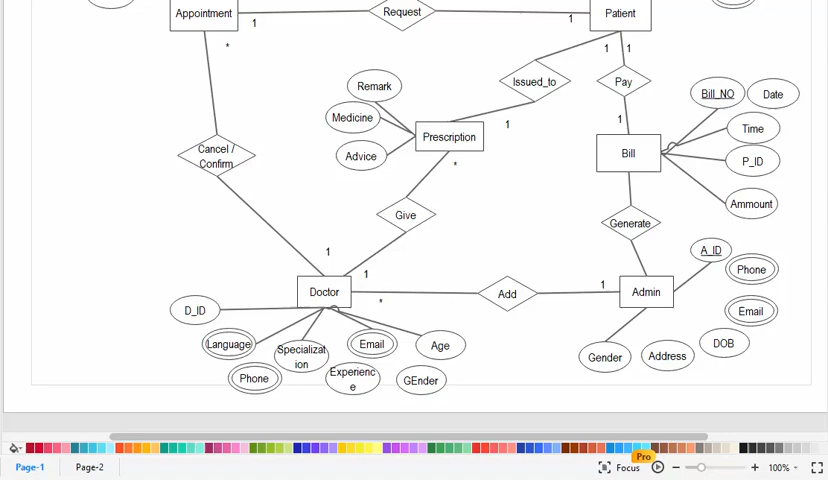 Appointment
1
Request
1
Patient
*
1
1
Remark
Issued_to
Pay
Bill_NO
Date
Medicine
1
1
Time
Prescription
Cancel /
Confirm
Advice
*
Bill
P_ID
Ammount
Give
Generate
1
A_ID
1
Phone
Doctor
*
Add
1
Admin
D_ID
Email
Language
Specializat
ion
Email
Age
DOB
Gender
Address
Phone
Experienc
e
GEnder
Pro
Page-1
Page-2
Focus
100%